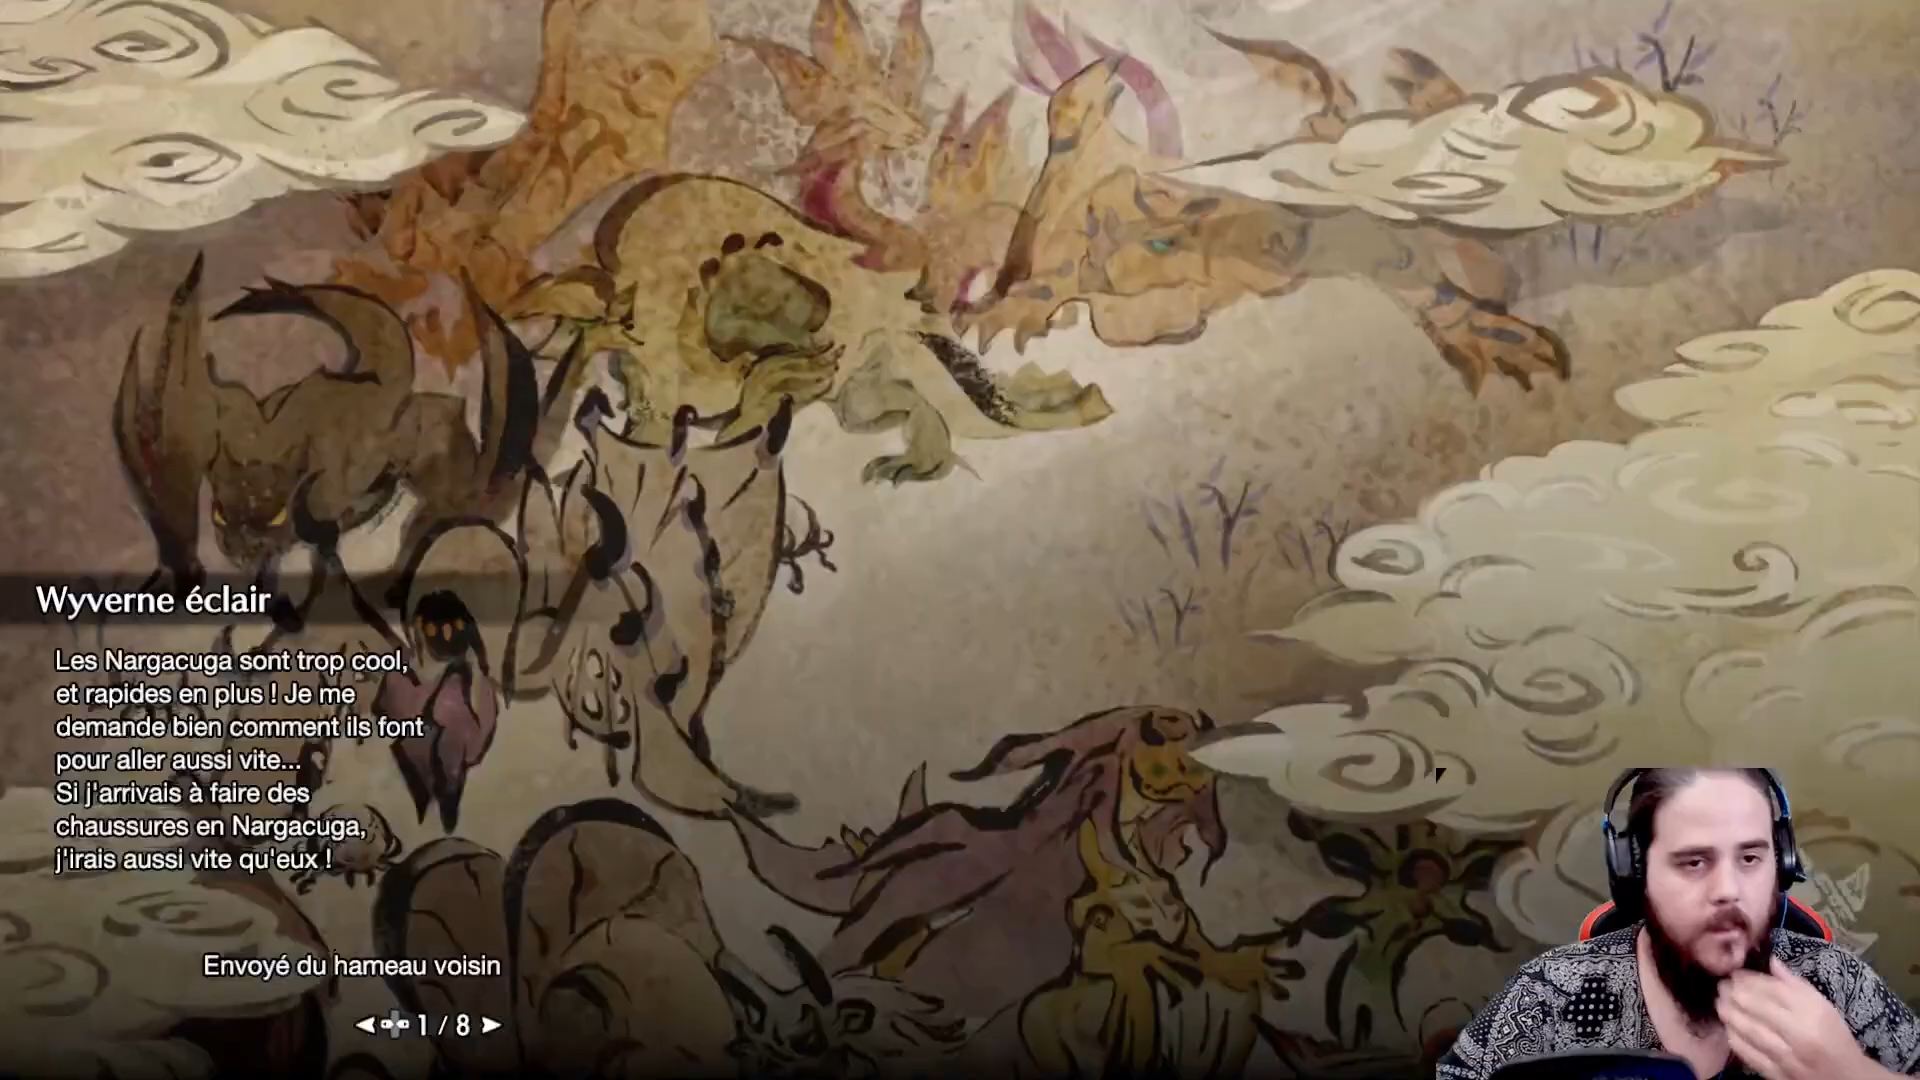 Wyverne éclair
Les Nargacuga sont trop cool,
et rapides en plus ! Je me
demande bien comment ils font
pour aller aussi vite...
Si j'arrivais à faire des
chaussures en Nargacuga,
j'irais aussi vite qu'eux !
Envoyé du hameau voisin
1 / 8